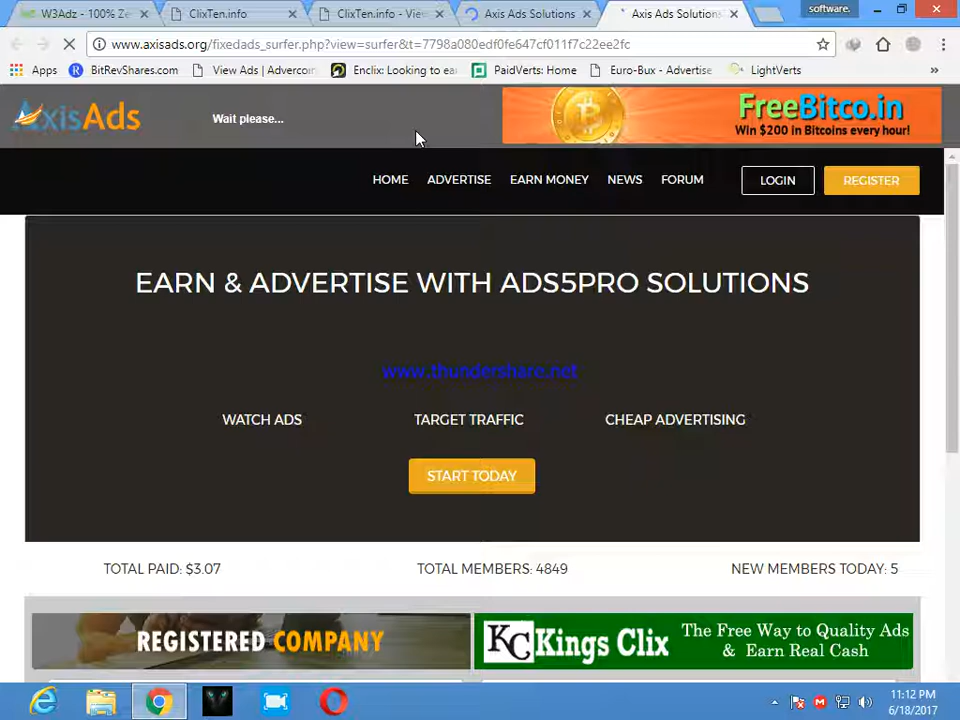 software.
W3Adz - 100% Ze
ClixTen.info
ClixTen.info - Vie
Axis Ads Solutions
Axis Ads Solutions
www.axisads.org/fixedads_surfer.php?view=surfer&t=7798a080edf0fe647cf011f7c22ee2fc
Apps
BitRevShares.com
View Ads | Advercon
Enclix: Looking to ea
PaidVerts: Home
Euro-Bux - Advertise
LightVerts
»
AxisAds
Wait please...
FreeBitco.in
Win $200 in Bitcoins every hour!
HOME
ADVERTISE
EARN MONEY
NEWS
FORUM
LOGIN
REGISTER
EARN & ADVERTISE WITH ADS5PRO SOLUTIONS
www.thundershare.net
WATCH ADS
TARGET TRAFFIC
CHEAP ADVERTISING
START TODAY
TOTAL PAID: $3.07
TOTAL MEMBERS: 4849
NEW MEMBERS TODAY: 5
REGISTERED COMPANY
KC Kings Clix
The Free Way to Quality Ads
& Earn Real Cash
11:12 PM
6/18/2017